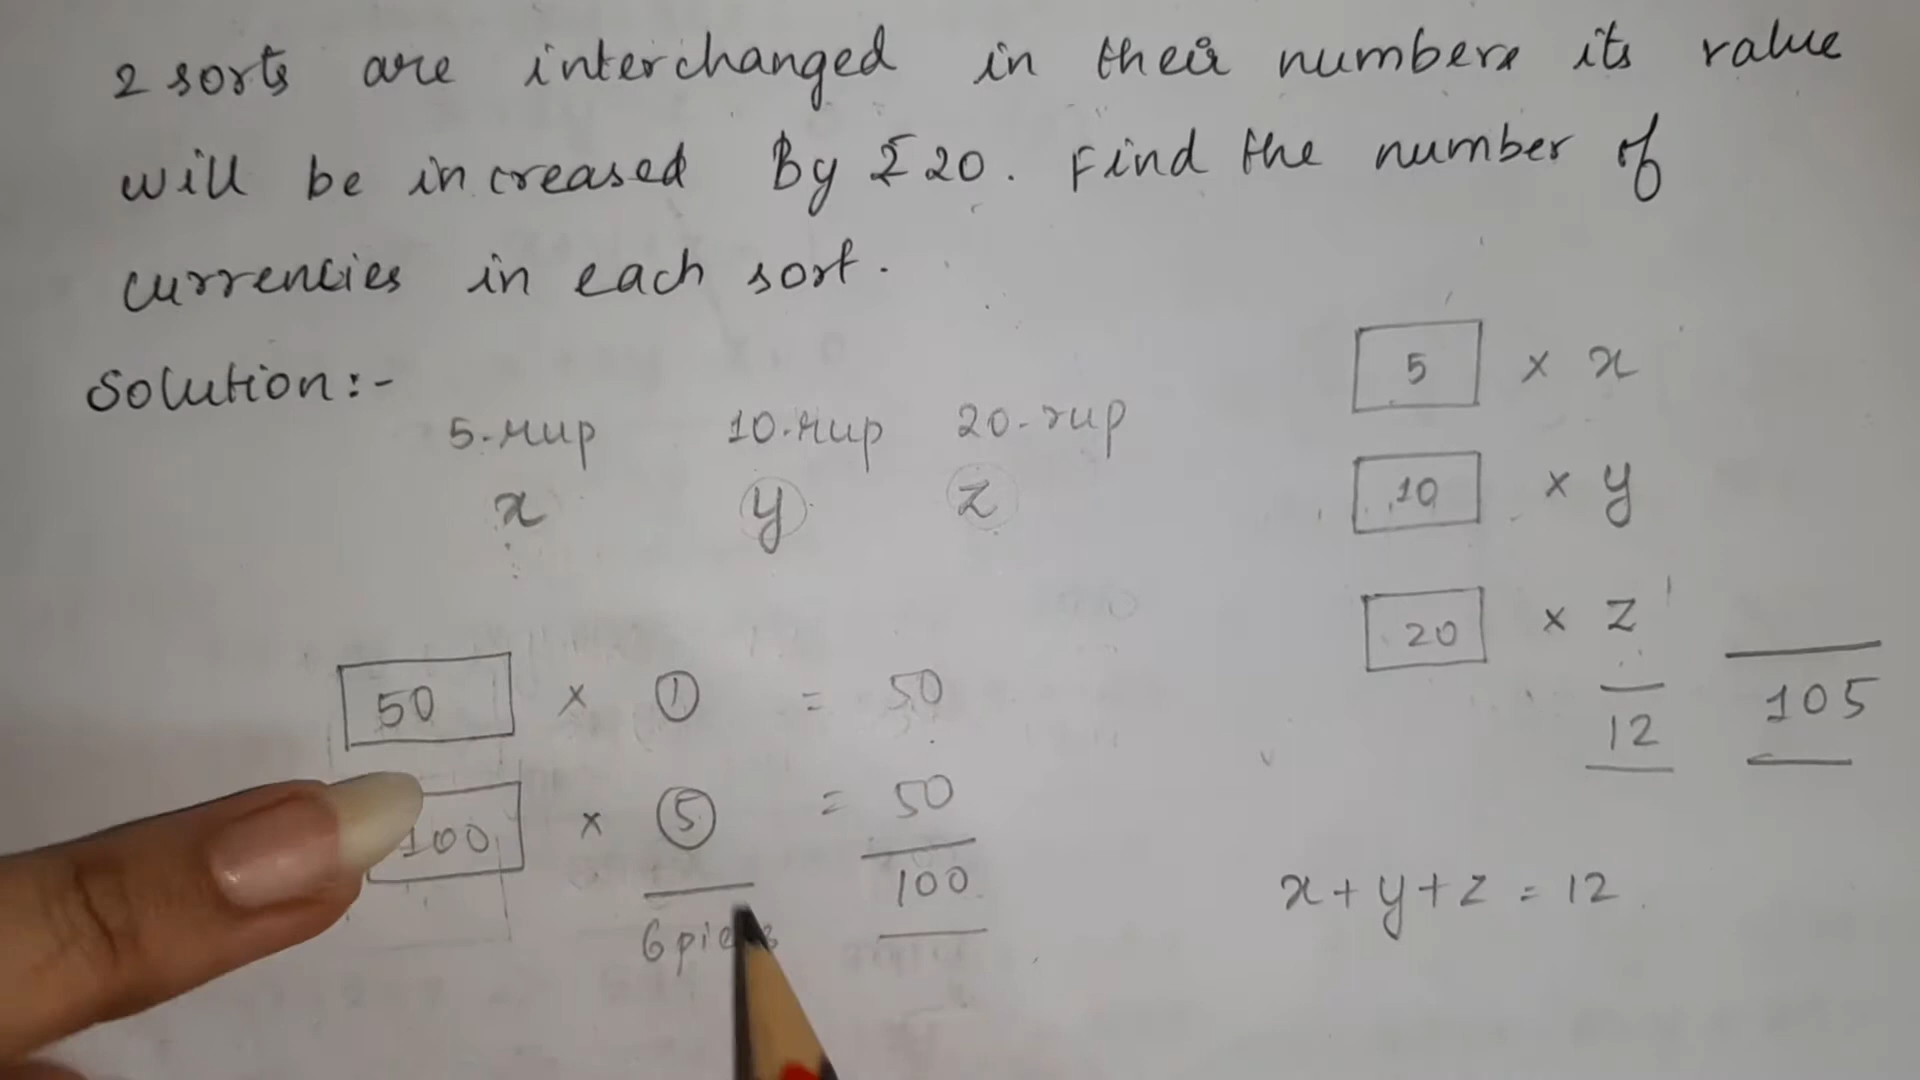 2 sorts are interchanged in their numbers its value
will be increased By ₹20. Find the number of
currencies in each sort.
Solution:-
5-rup 10-rup 20-rup
x y z
5 × x
10 × y
20 × z
12 105
50 × 1 = 50
100 × 5 = 50
100
x+y+z = 12